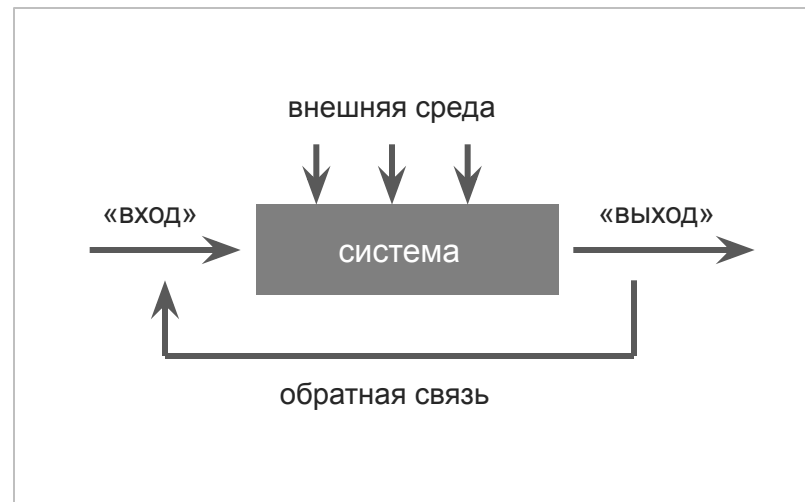 внешняя среда
«вход»
«выход»
система
обратная связь